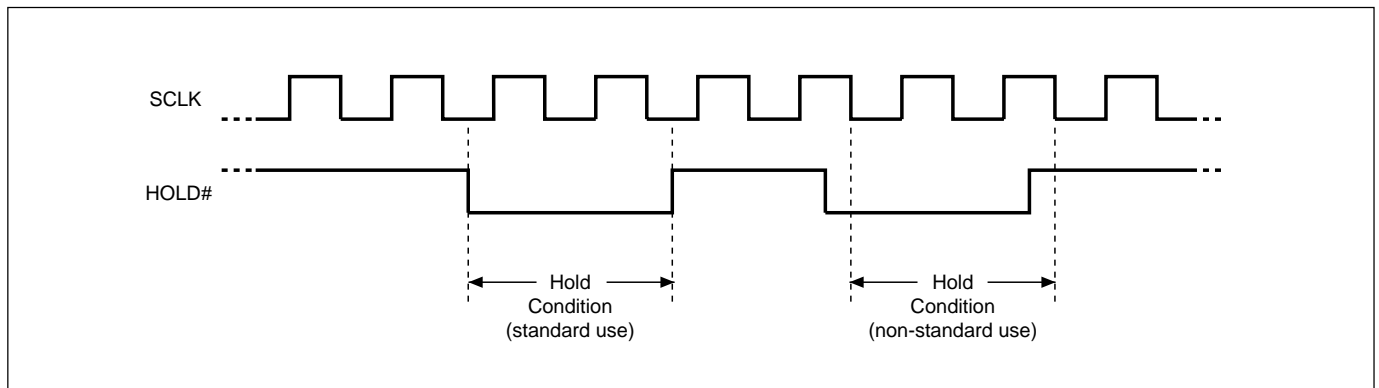 SCLK
HOLD#
Hold
Condition
(standard use)
Hold
Condition
(non-standard use)